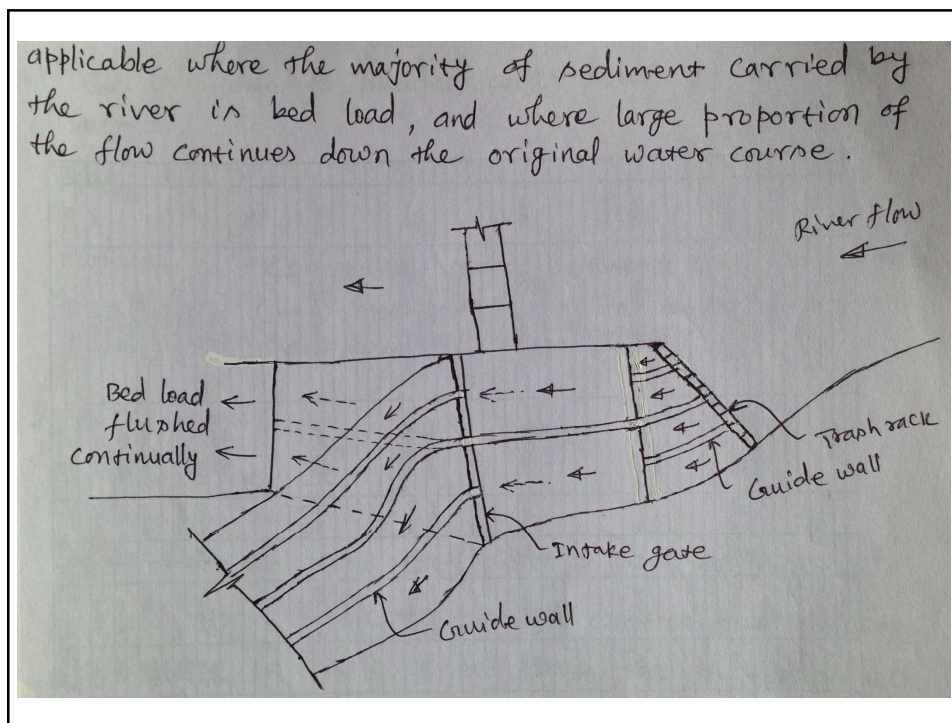 applicable where the majority of sediment carried by
the river is bed load, and where large proportion of
the flow continues down the original water course.
River flow
Bed load
flushed
continually
Trash rack
Guide wall
Intake gate
Guide wall